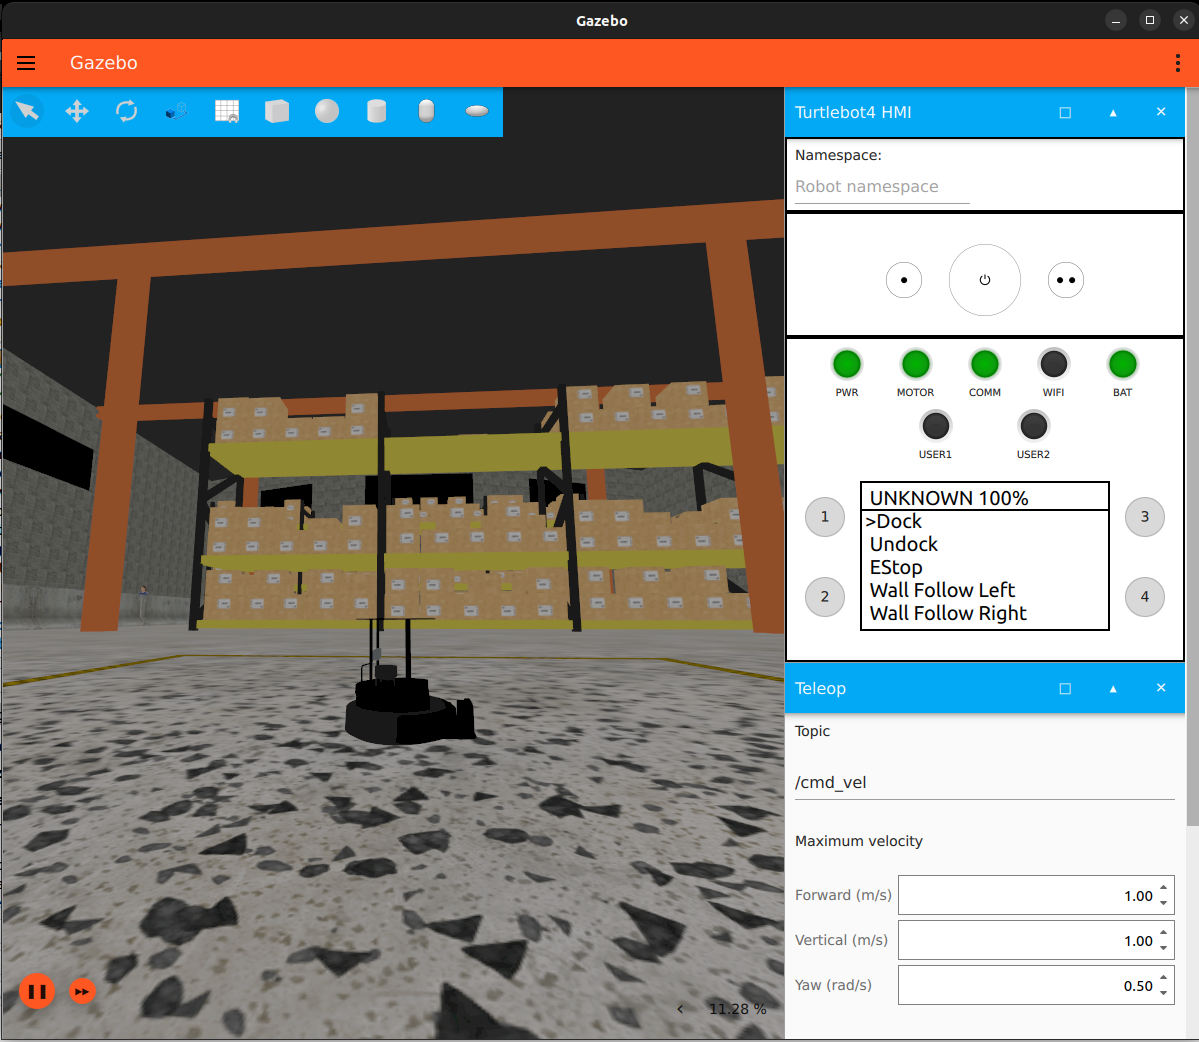 Gazebo
Gazebo
Turtlebot4 HMI
Namespace:
Robot namespace
PWR
MOTOR
COMM
WIFI
BAT
USER1
USER2
1
2
UNKNOWN 100%
>Dock
Undock
EStop
Wall Follow Left
Wall Follow Right
3
4
Teleop
Topic
/cmd_vel
Maximum velocity
Forward (m/s) 1.00
Vertical (m/s) 1.00
Yaw (rad/s) 0.50
11.28 %